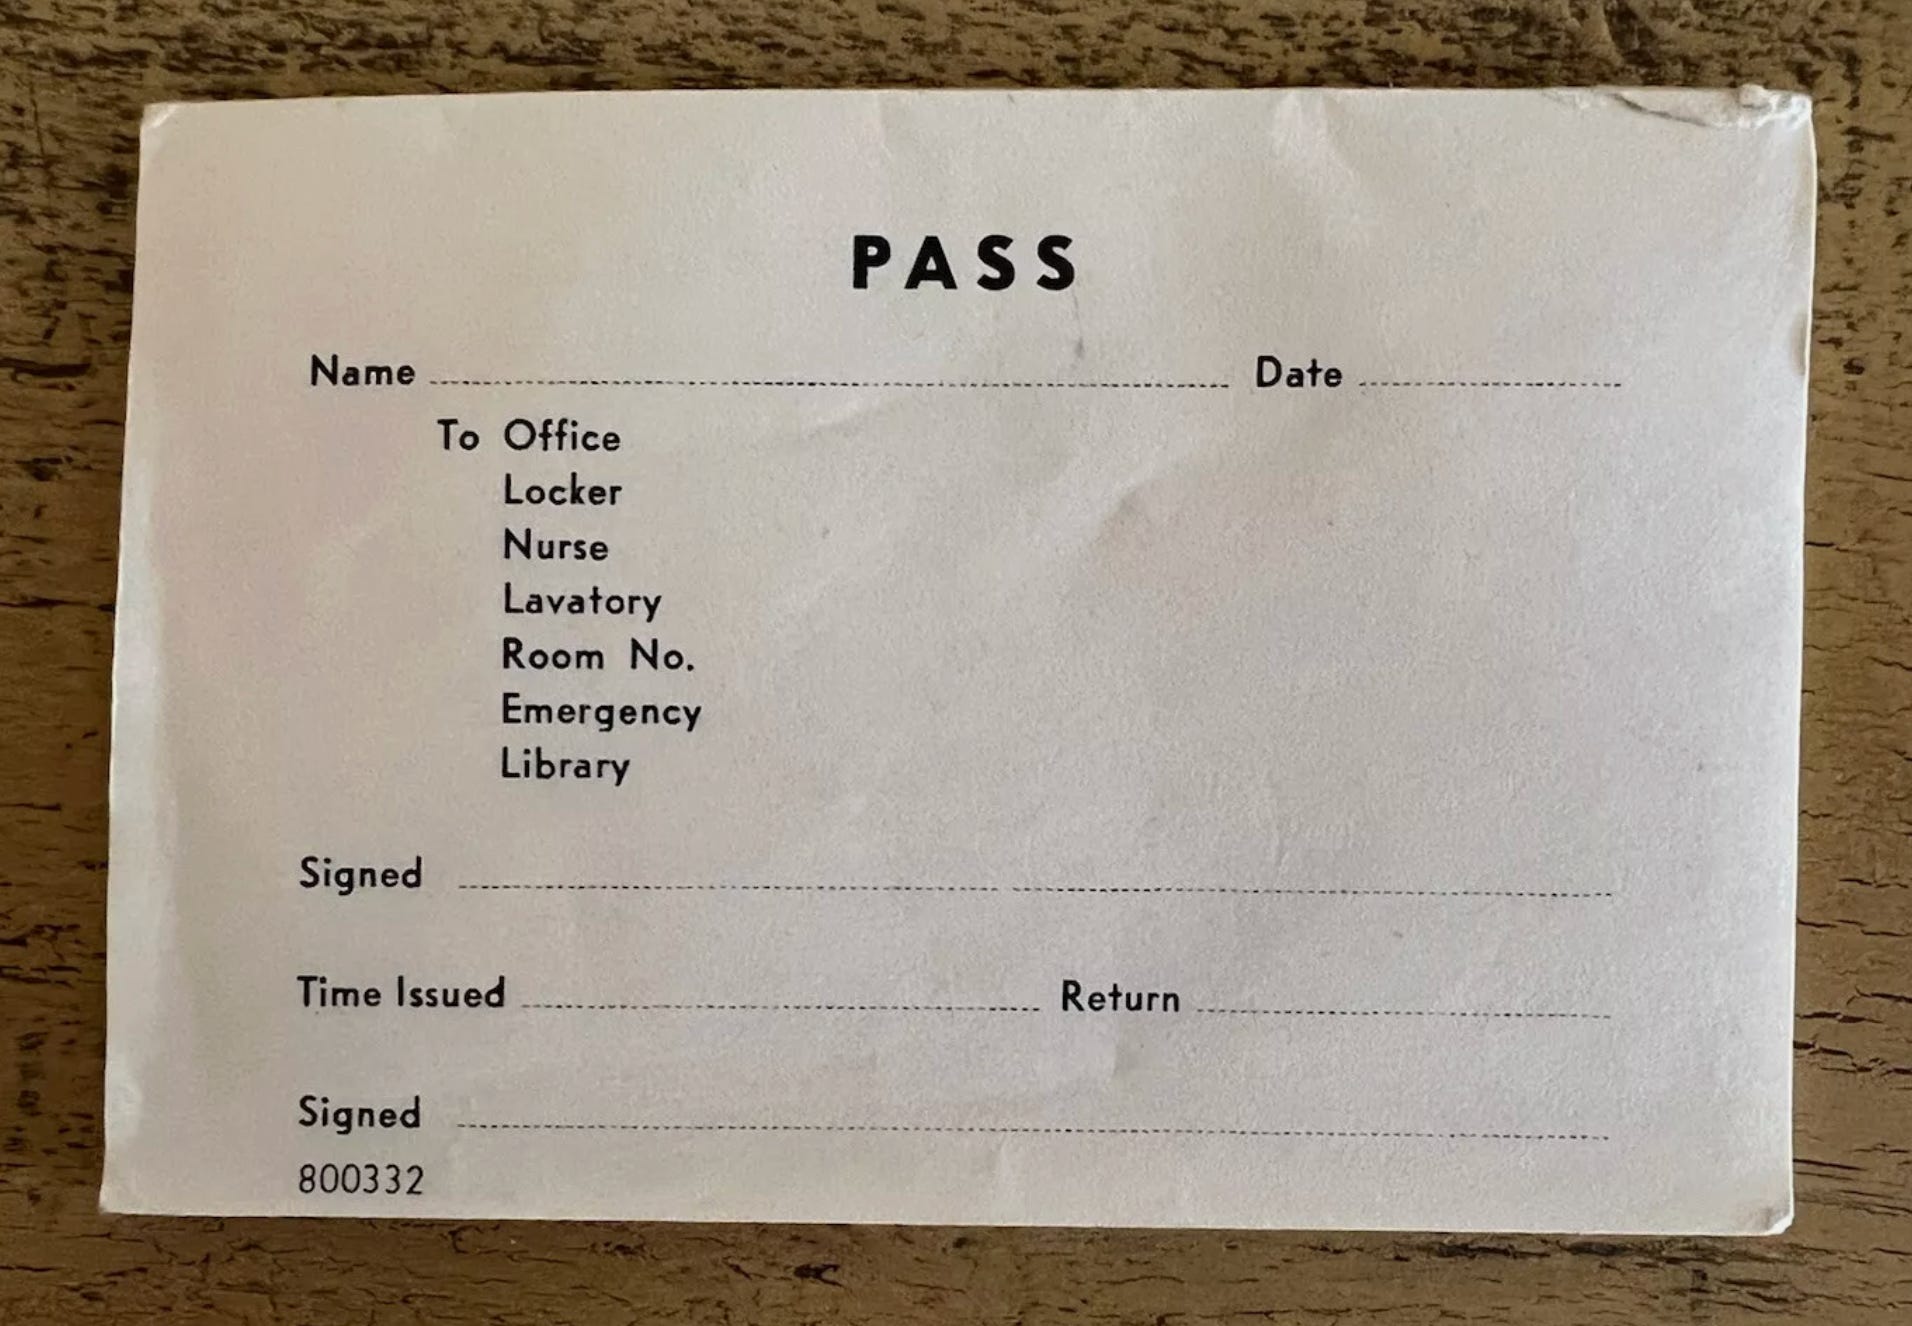 PASS
Name Date
To Office
Locker
Nurse
Lavatory
Room No.
Emergency
Library
Signed
Time Issued Return
Signed
800332